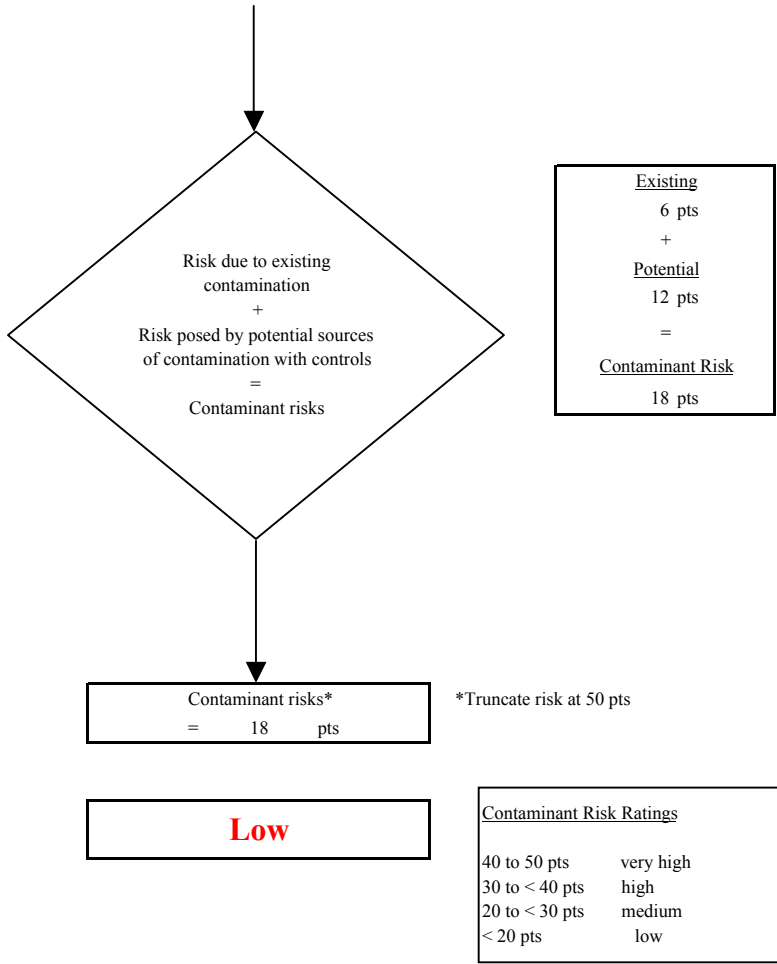 Risk due to existing
contamination
+
Risk posed by potential sources
of contamination with controls
=
Contaminant risks
Existing
6 pts
+
Potential
12 pts
=
Contaminant Risk
18 pts
Contaminant risks*
= 18 pts
*Truncate risk at 50 pts
Low
Contaminant Risk Ratings
40 to 50 pts very high
30 to < 40 pts high
20 to < 30 pts medium
< 20 pts low